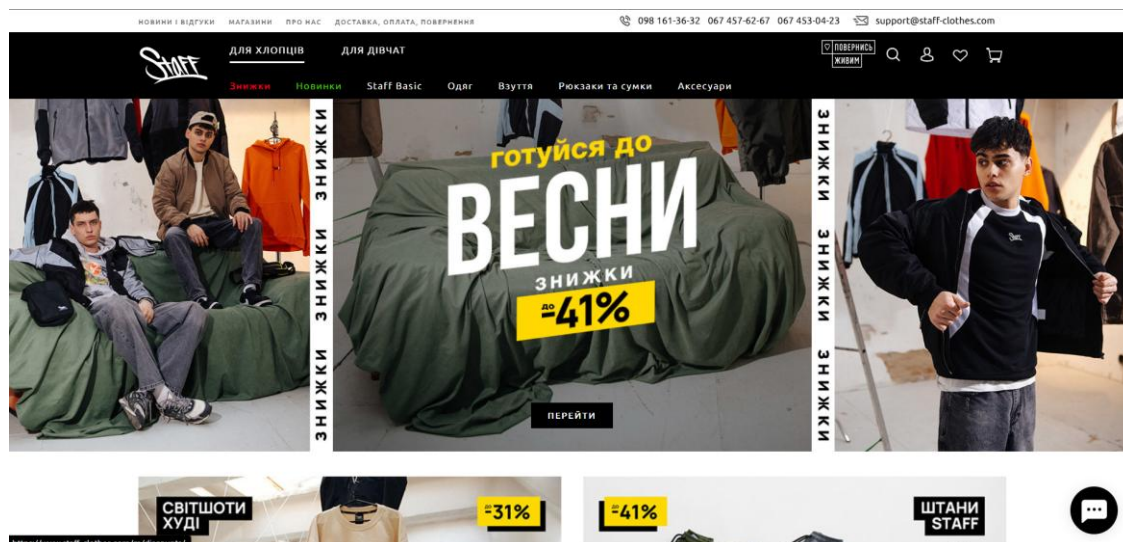 НОВИНИ І ВІДГУКИ МАГАЗИНИ ПРО НАС ДОСТАВКА, ОПЛАТА, ПОВЕРНЕННЯ 098 161-36-32 067 457-62-67 067 453-04-23 support@staff-clothes.com
Staff ДЛЯ ХЛОПЦІВ ДЛЯ ДІВЧАТ ПОВЕРНИСЬ
ЖИВИМ
Знижки Новинки Staff Basic Одяг Взуття Рюкзаки та сумки Аксесуари
ЗНИЖКИ ЗНИЖКИ ЗНИЖКИ
готуйся до
ВЕСНИ
ЗНИЖКИ
до -41%
ПЕРЕЙТИ
ЗНИЖКИ ЗНИЖКИ ЗНИЖКИ
Staff
СВІТШОТИ
ХУДІ
до -31%
до -41%
ШТАНИ
STAFF